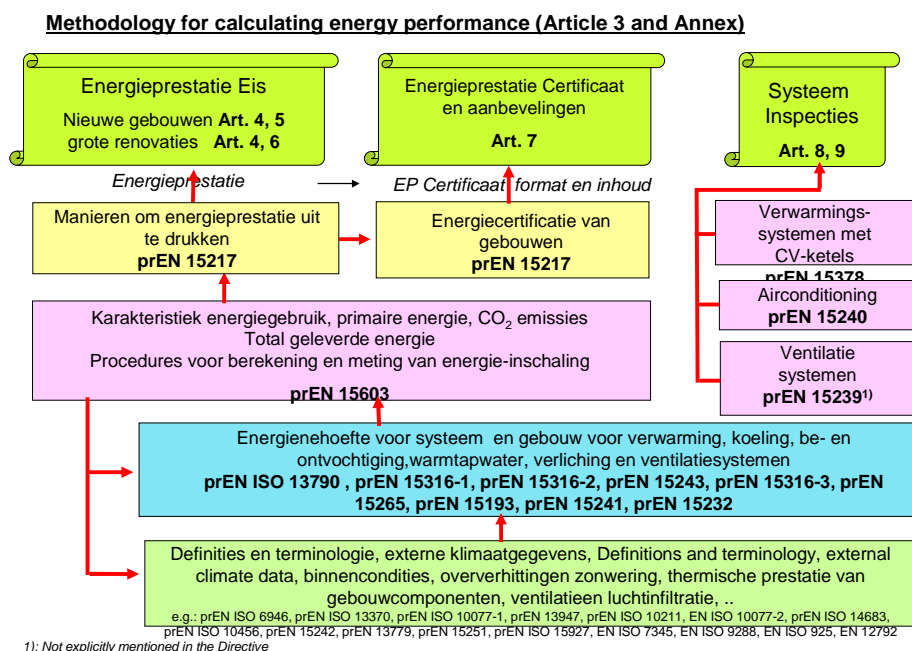 Methodology for calculating energy performance (Article 3 and Annex)
Energieprestatie Eis
Nieuwe gebouwen Art. 4, 5
grote renovaties Art. 4, 6
Energieprestatie Certificaat
en aanbevelingen
Art. 7
Systeem
Inspecties
Art. 8, 9
Energieprestatie
EP Certificaat format en inhoud
Manieren om energieprestatie uit
te drukken
prEN 15217
Energiecertificatie van
gebouwen
prEN 15217
Verwarmings-
systemen met
CV-ketels
prEN 15378
Airconditioning
prEN 15240
Ventilatie
systemen
prEN 15239¹⁾
Karakteristiek energiegebruik, primaire energie, CO₂ emissies
Total geleverde energie
Procedures voor berekening en meting van energie-inschaling
prEN 15603
Energienehoefte voor systeem en gebouw voor verwarming, koeling, be- en
ontvochtiging,warmtapwater, verliching en ventilatiesystemen
prEN ISO 13790 , prEN 15316-1, prEN 15316-2, prEN 15243, prEN 15316-3, prEN
15265, prEN 15193, prEN 15241, prEN 15232
Definities en terminologie, externe klimaatgegevens, Definitions and terminology, external
climate data, binnencondities, oververhittingen zonwering, thermische prestatie van
gebouwcomponenten, ventilatieen luchtinfiltratie, ..
e.g.: prEN ISO 6946, prEN ISO 13370, prEN ISO 10077-1, prEN 13947, prEN ISO 10211, EN ISO 10077-2, prEN ISO 14683,
prEN ISO 10456, prEN 15242, prEN 13779, prEN 15251, prEN ISO 15927, EN ISO 7345, EN ISO 9288, EN ISO 925, EN 12792
1): Not explicitly mentioned in the Directive